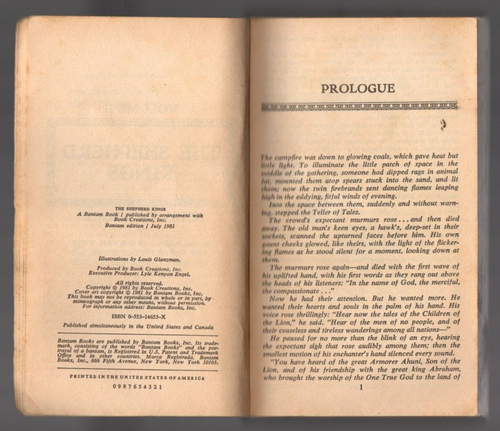 THE SHEPHERD KINGS
A Bantam Book / published by arrangement with
Book Creations, Inc.
Bantam edition / July 1981
Illustrations by Louis Glanzman.
Produced by Book Creations, Inc.
Executive Producer: Lyle Kenyon Engel.
All rights reserved.
Copyright © 1981 by Book Creations, Inc.
Cover art copyright © 1981 by Bantam Books, Inc.
This book may not be reproduced in whole or in part, by
mimeograph or any other means, without permission.
For information address: Bantam Books, Inc.
ISBN 0-553-14653-X
Published simultaneously in the United States and Canada
Bantam Books are published by Bantam Books, Inc. Its trade-
mark, consisting of the words "Bantam Books" and the por-
trayal of a bantam, is Registered in U.S. Patent and Trademark
Office and in other countries. Marca Registrada. Bantam
Books, Inc., 666 Fifth Avenue, New York, New York 10103.
PRINTED IN THE UNITED STATES OF AMERICA
0 9 8 7 6 5 4 3 2 1
PROLOGUE
The campfire was down to glowing coals, which gave heat but
little light. To illuminate the little patch of space in the
middle of the gathering, someone had dipped rags in animal
fat, mounted them atop spears stuck into the sand, and lit
them; now the twin firebrands sent dancing flames leaping
high in the eddying, fitful winds of evening.
Into the space between them, suddenly and without warn-
ing, stepped the Teller of Tales.
The crowd's expectant murmurs rose . . . and then died
away. The old man's keen eyes, a hawk's, deep-set in their
sockets, scanned the upturned faces before him. His own
gaunt cheeks glowed, like theirs, with the light of the flicker-
ing flames as he stood silent for a moment, looking down at
them.
The murmurs rose again—and died with the first wave of
his uplifted hand, with his first words as they rang out above
the heads of his listeners: "In the name of God, the merciful,
the compassionate . . ."
Now he had their attention. But he wanted more. He
wanted their hearts and souls in the palm of his hand. His
voice rose thrillingly: "Hear now the tales of the Children of
the Lion," he said. "Hear of the men of no people, and of
their ceaseless and tireless wanderings among all nations—"
He paused for no more than the blink of an eye, hearing
the expectant sigh that rose audibly among them; then the
smallest motion of his enchanter's hand silenced every sound.
"You have heard of the great Armorer Ahuni, Son of the
Lion, and of his friendship with the great king Abraham,
who brought the worship of the One True God to the land of
1